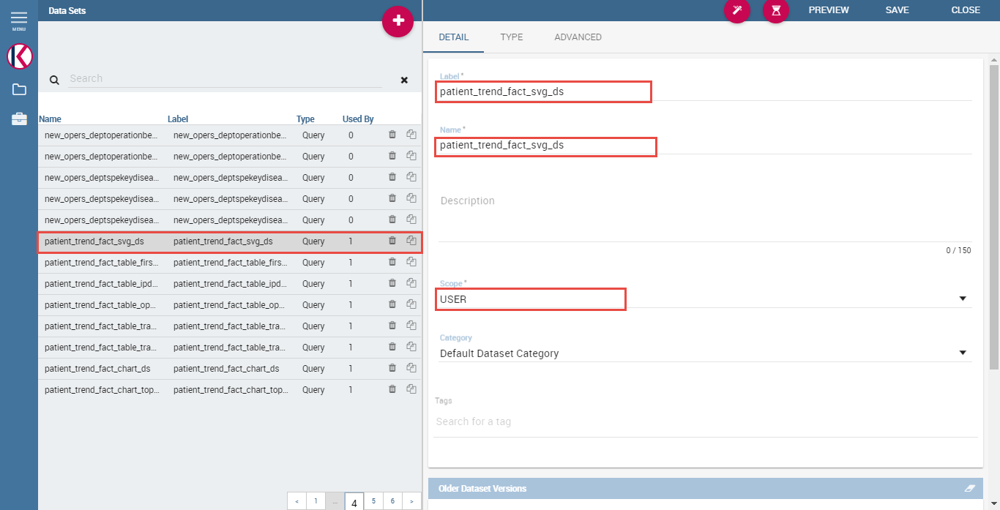 MENU
Data Sets
Search
Name Label Type Used By
new_opers_deptoperationbe... new_opers_deptoperationbe... Query 0
new_opers_deptoperationbe... new_opers_deptoperationbe... Query 0
new_opers_deptspekeydisea... new_opers_deptspekeydisea... Query 0
new_opers_deptspekeydisea... new_opers_deptspekeydisea... Query 0
new_opers_deptspekeydisea... new_opers_deptspekeydisea... Query 0
patient_trend_fact_svg_ds patient_trend_fact_svg_ds Query 1
patient_trend_fact_table_firs... patient_trend_fact_table_firs... Query 1
patient_trend_fact_table_ipd... patient_trend_fact_table_ipd... Query 1
patient_trend_fact_table_op... patient_trend_fact_table_op... Query 1
patient_trend_fact_table_tra... patient_trend_fact_table_tra... Query 1
patient_trend_fact_table_tra... patient_trend_fact_table_tra... Query 1
patient_trend_fact_chart_ds patient_trend_fact_chart_ds Query 1
patient_trend_fact_chart_top... patient_trend_fact_chart_top... Query 1
< 1 ... 4 5 6 >
PREVIEW SAVE CLOSE
DETAIL TYPE ADVANCED
Label *
patient_trend_fact_svg_ds
Name *
patient_trend_fact_svg_ds
Description
0 / 150
Scope *
USER
Category
Default Dataset Category
Tags
Search for a tag
Older Dataset Versions